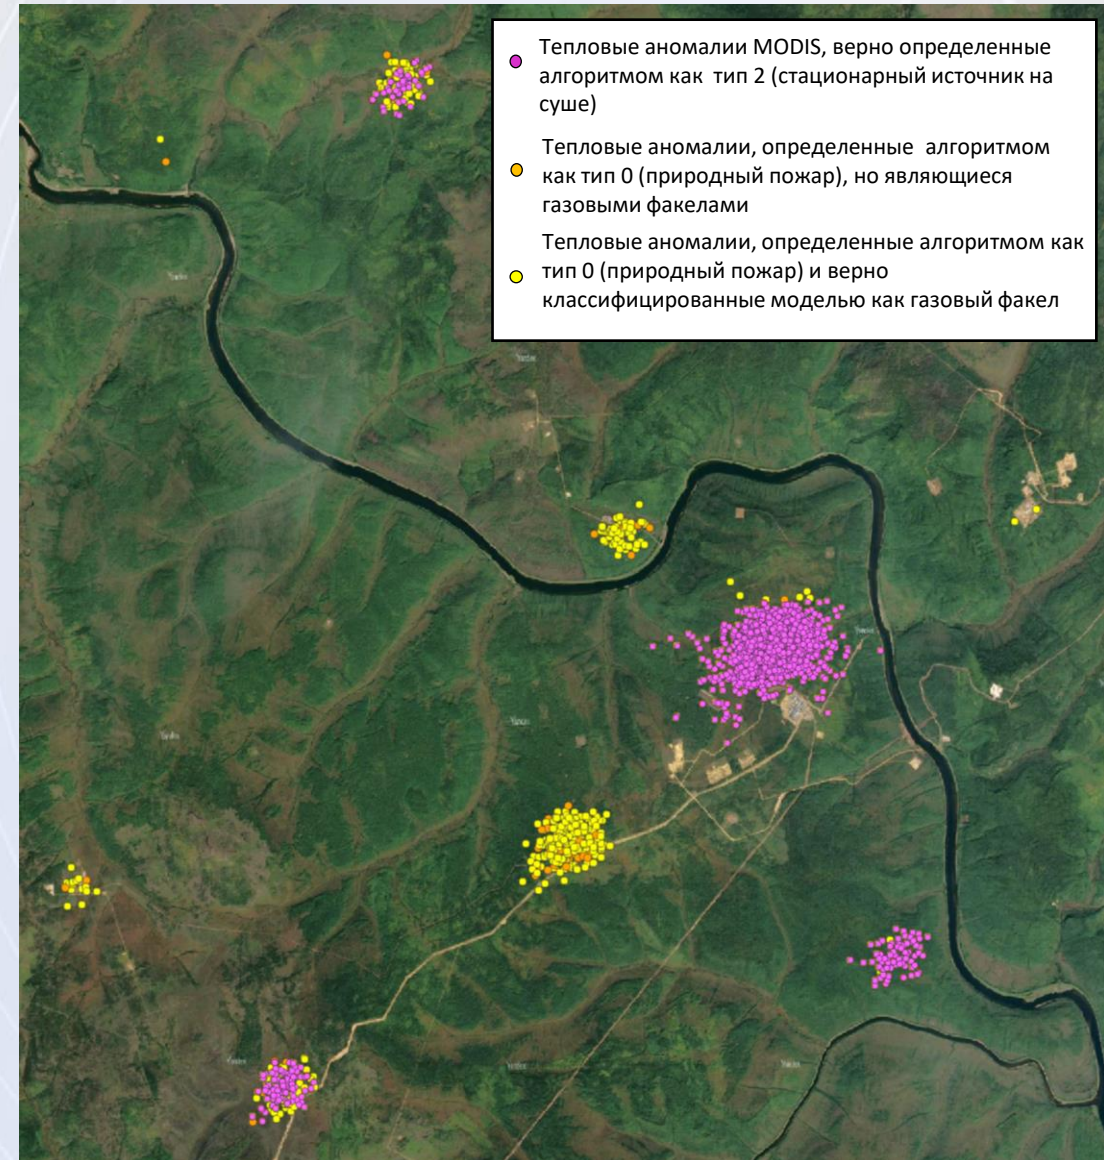 Тепловые аномалии MODIS, верно определенные
алгоритмом как  тип 2 (стационарный источник на
суше)
Тепловые аномалии, определенные  алгоритмом
как тип 0 (природный пожар), но являющиеся
газовыми факелами
Тепловые аномалии, определенные алгоритмом как
тип 0 (природный пожар) и верно
классифицированные моделью как газовый факел